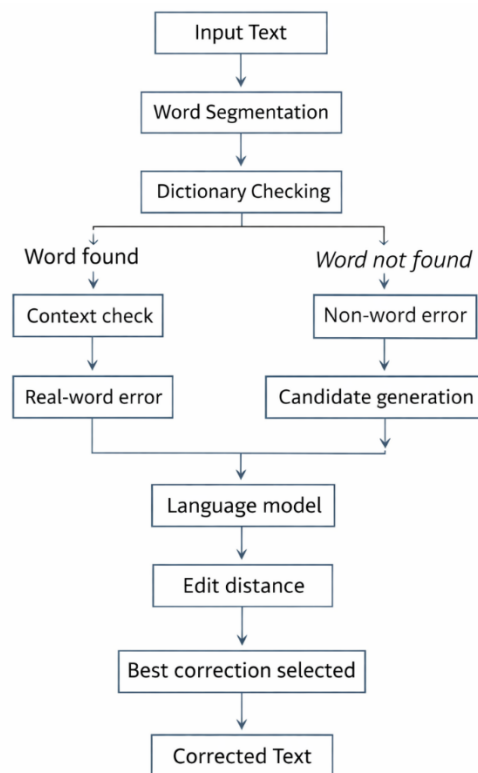 Input Text
Word Segmentation
Dictionary Checking
Word found
Word not found
Context check
Non-word error
Real-word error
Candidate generation
Language model
Edit distance
Best correction selected
Corrected Text